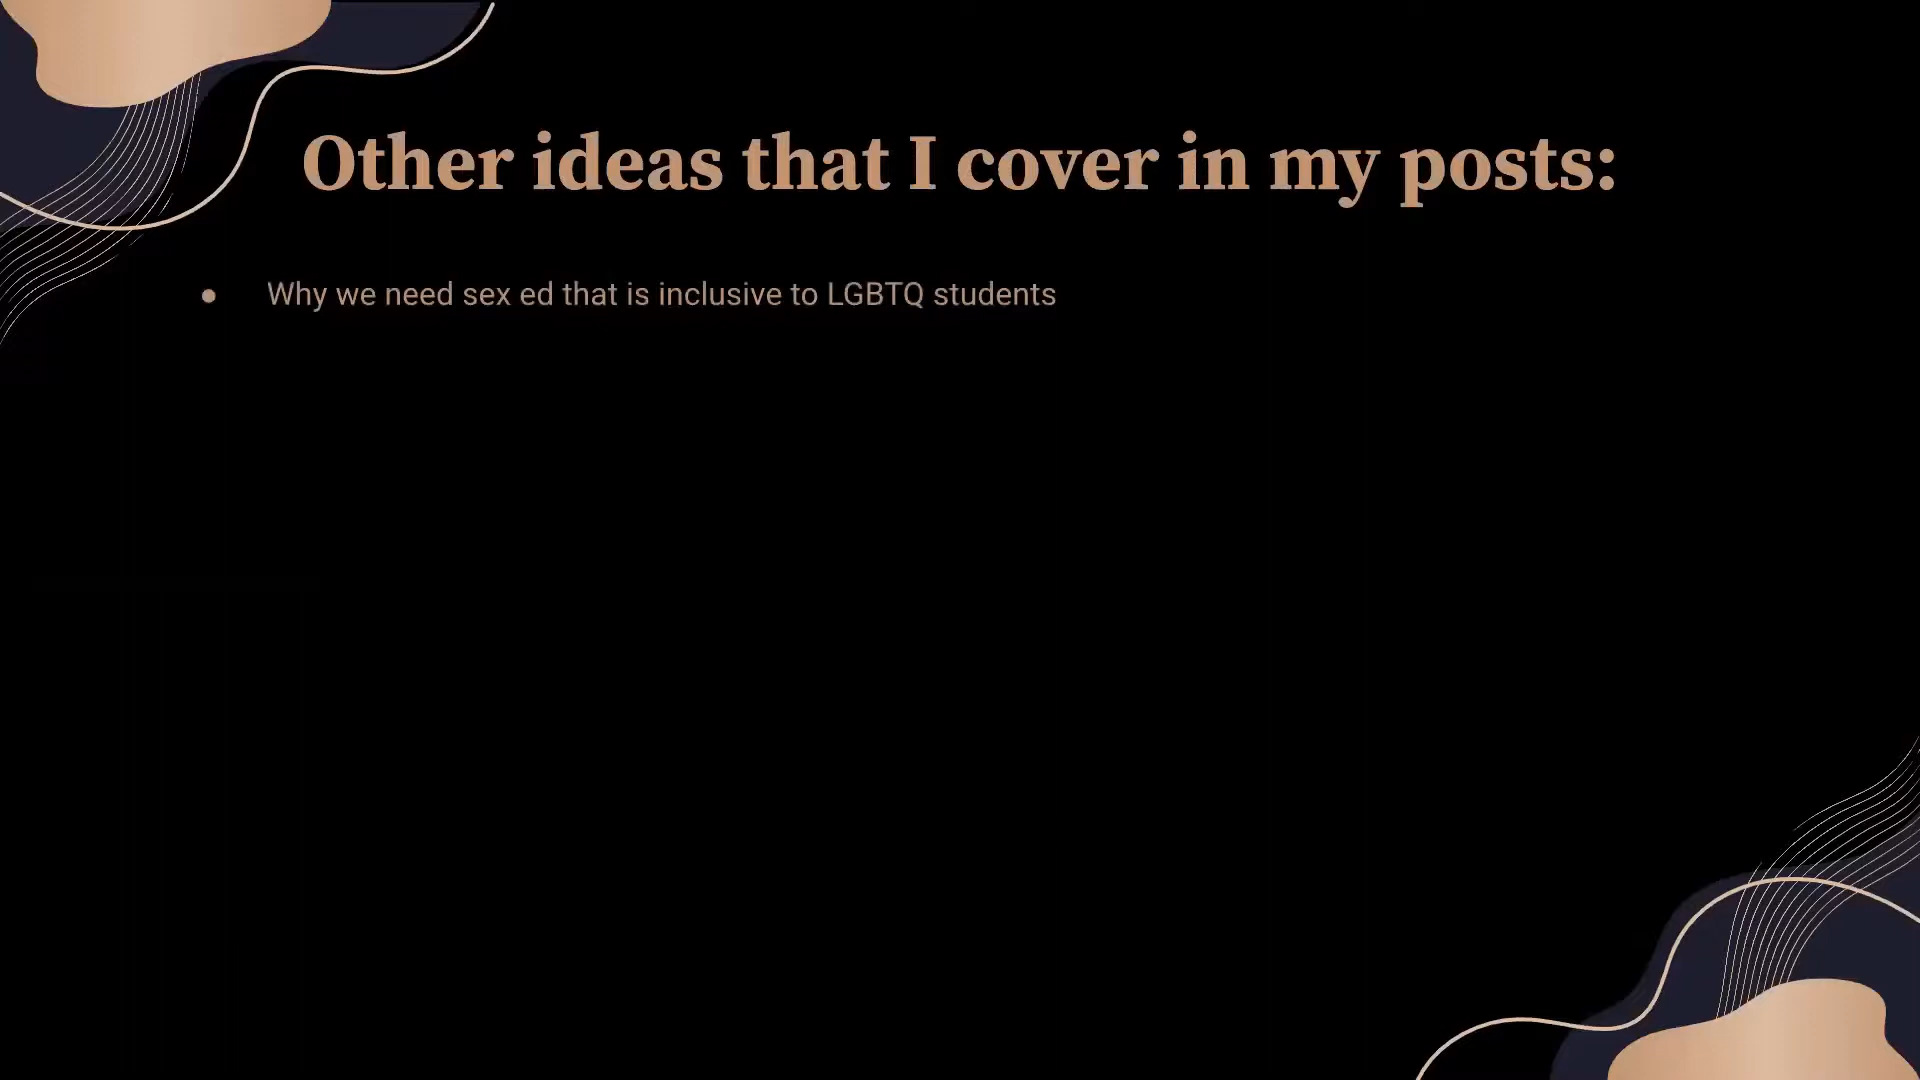 Other ideas that I cover in my posts:
● Why we need sex ed that is inclusive to LGBTQ students